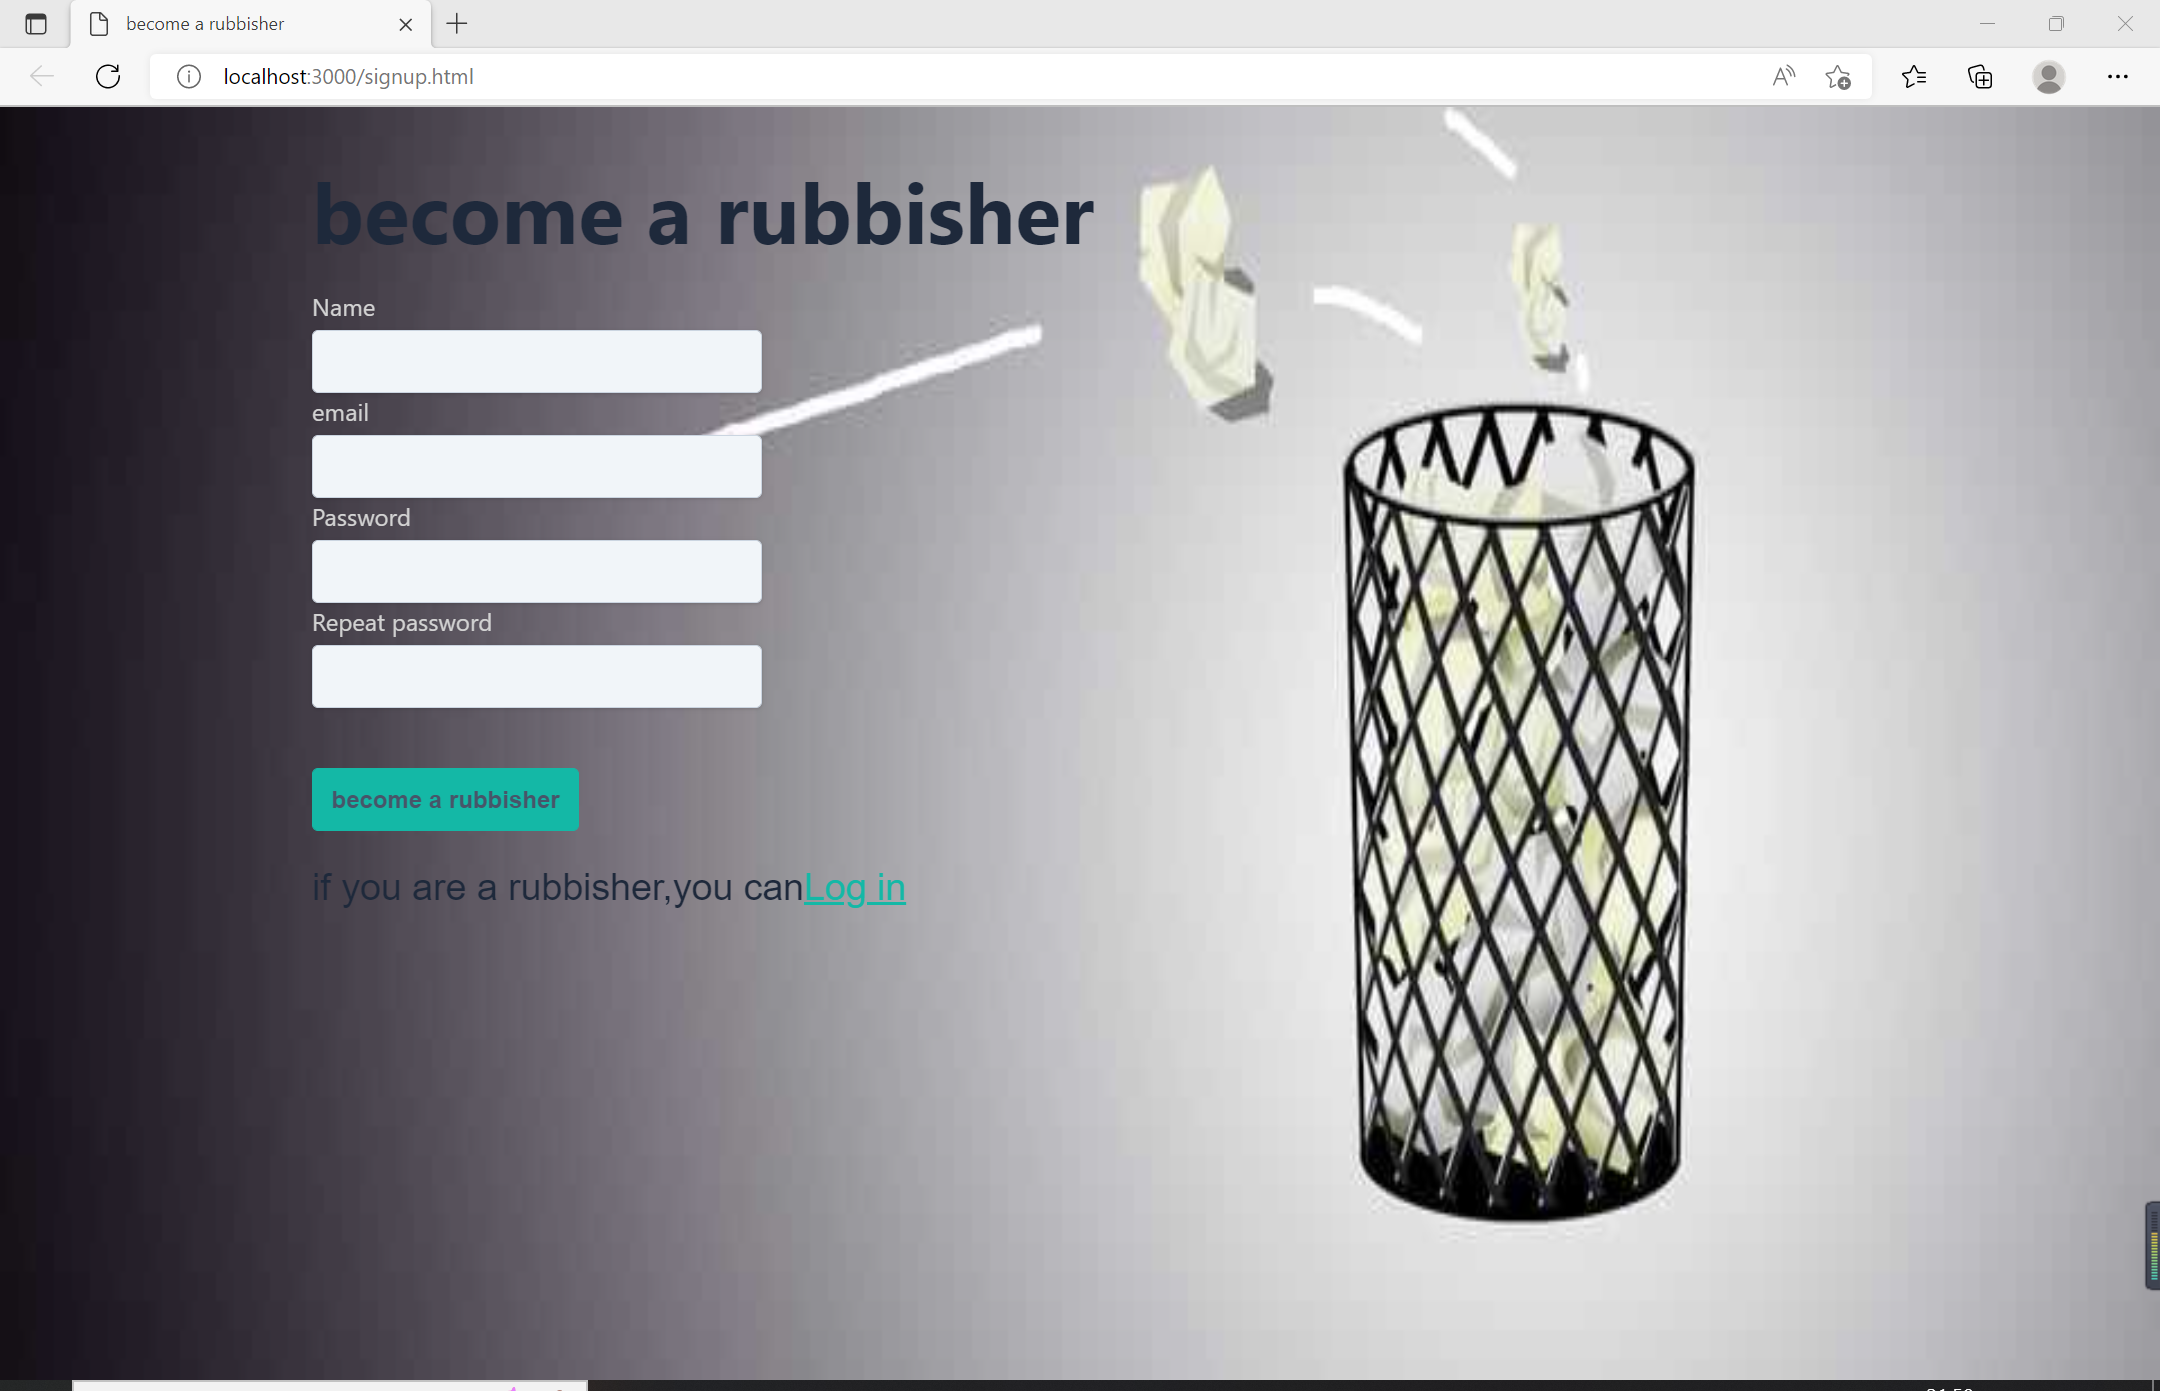 become a rubbisher
localhost:3000/signup.html
become a rubbisher
Name
email
Password
Repeat password
become a rubbisher
if you are a rubbisher,you canLog in